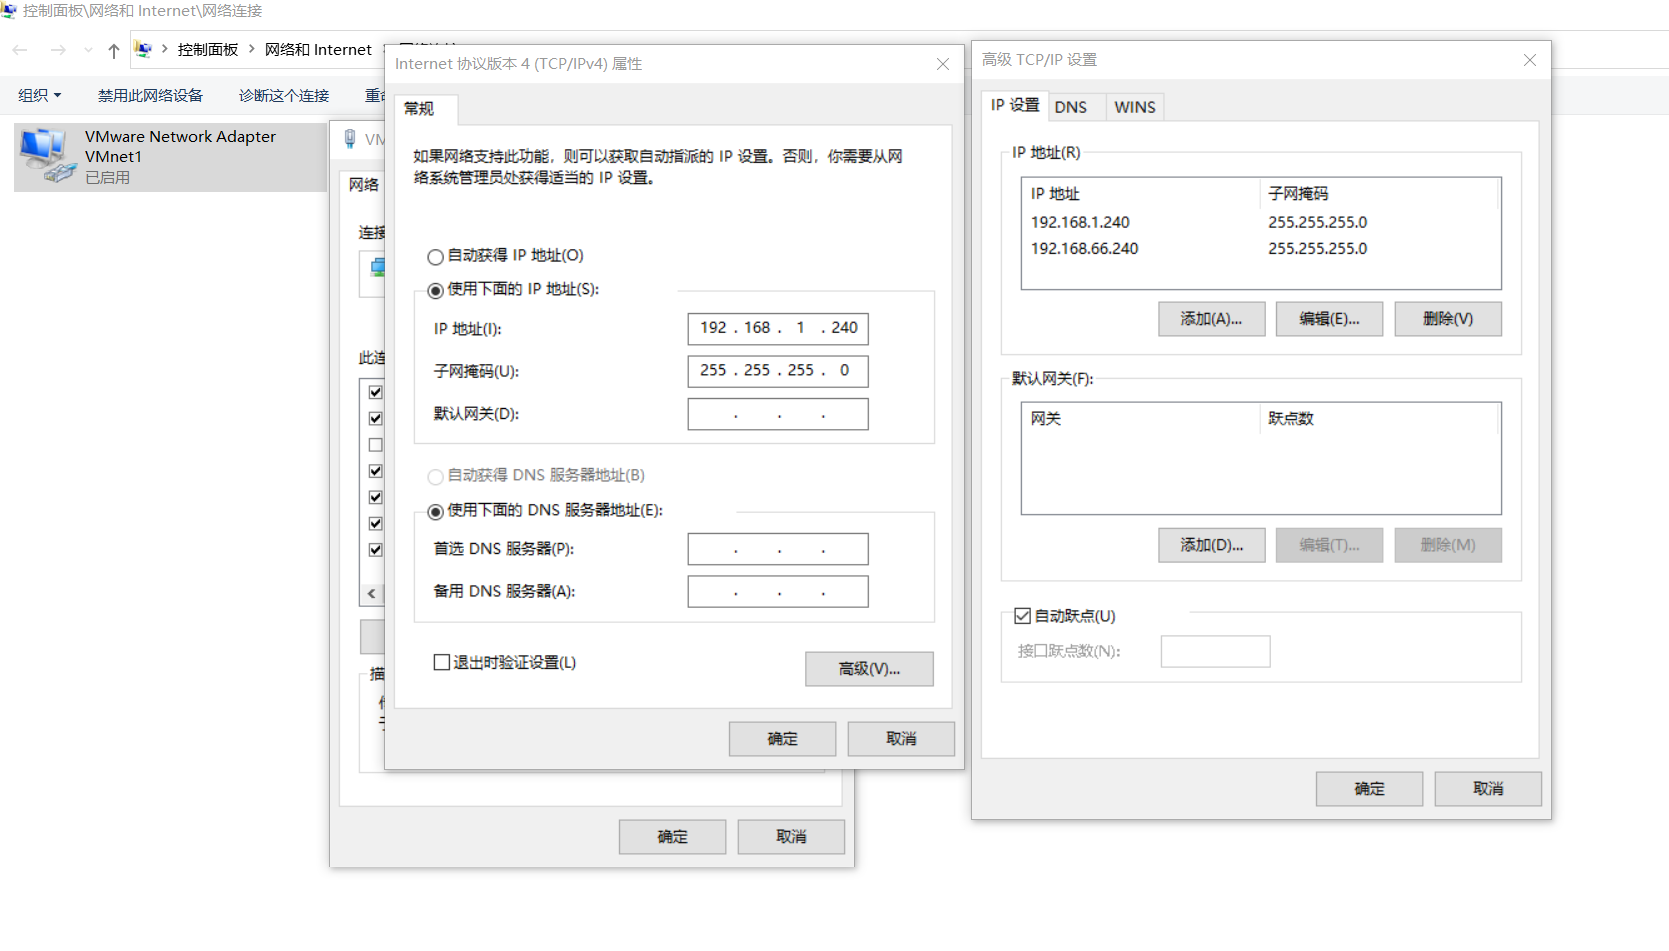 控制面板\网络和 Internet\网络连接
控制面板
网络和 Internet
组织
禁用此网络设备
诊断这个连接
VMware Network Adapter
VMnet1
已启用
网络
Internet 协议版本 4 (TCP/IPv4) 属性
常规
如果网络支持此功能，则可以获取自动指派的 IP 设置。否则，你需要从网
络系统管理员处获得适当的 IP 设置。
自动获得 IP 地址(O)
使用下面的 IP 地址(S):
IP 地址(I):
192 . 168 . 1 . 240
子网掩码(U):
255 . 255 . 255 . 0
默认网关(D):
. . .
自动获得 DNS 服务器地址(B)
使用下面的 DNS 服务器地址(E):
首选 DNS 服务器(P):
. . .
备用 DNS 服务器(A):
. . .
退出时验证设置(L)
高级(V)...
确定
取消
确定
取消
高级 TCP/IP 设置
IP 设置
DNS
WINS
IP 地址(R)
IP 地址
子网掩码
192.168.1.240
255.255.255.0
192.168.66.240
255.255.255.0
添加(A)...
编辑(E)...
删除(V)
默认网关(F):
网关
跃点数
添加(D)...
编辑(T)...
删除(M)
自动跃点(U)
接口跃点数(N):
确定
取消